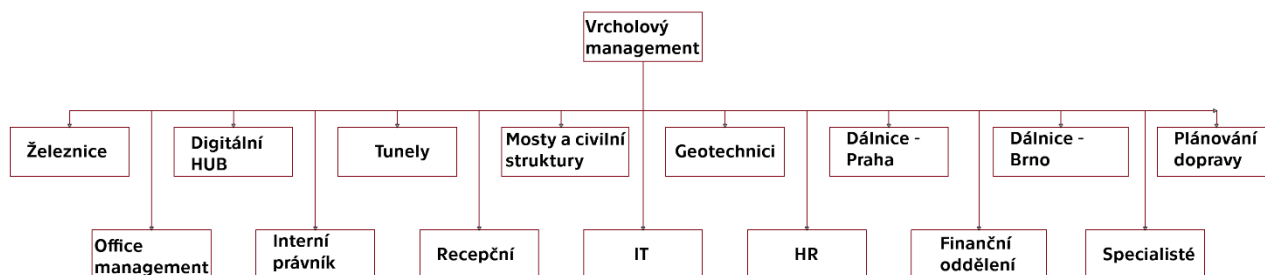 Vrcholový
management
Železnice
Digitální
HUB
Tunely
Mosty a civilní
struktury
Geotechnici
Dálnice -
Praha
Dálnice -
Brno
Plánování
dopravy
Office
management
Interní
právník
Recepční
IT
HR
Finanční
oddělení
Specialisté